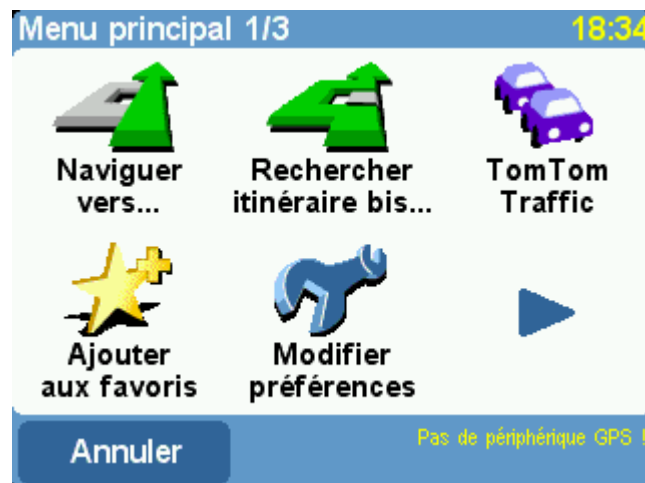 Menu principal 1/3 18:34
Naviguer vers...
Rechercher itinéraire bis...
TomTom Traffic
Ajouter aux favoris
Modifier préférences
Annuler
Pas de périphérique GPS !